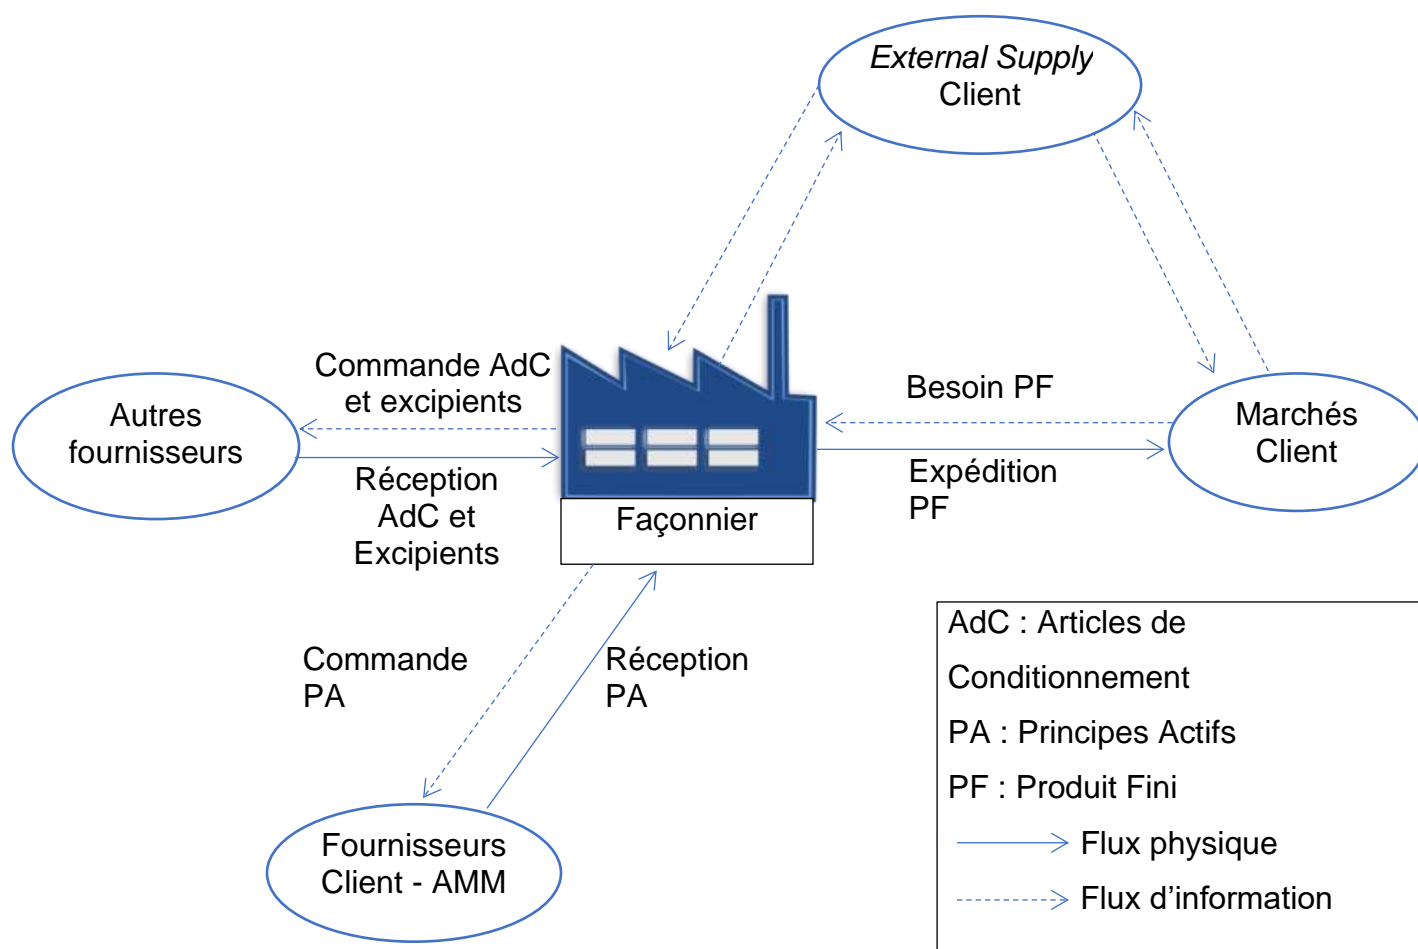 External Supply
Client
Commande AdC
et excipients
Autres
fournisseurs
Réception
AdC et
Excipients
Façonnier
Besoin PF
Expédition
PF
Marchés
Client
Commande
PA
Réception
PA
Fournisseurs
Client - AMM
AdC : Articles de
Conditionnement
PA : Principes Actifs
PF : Produit Fini
Flux physique
Flux d’information